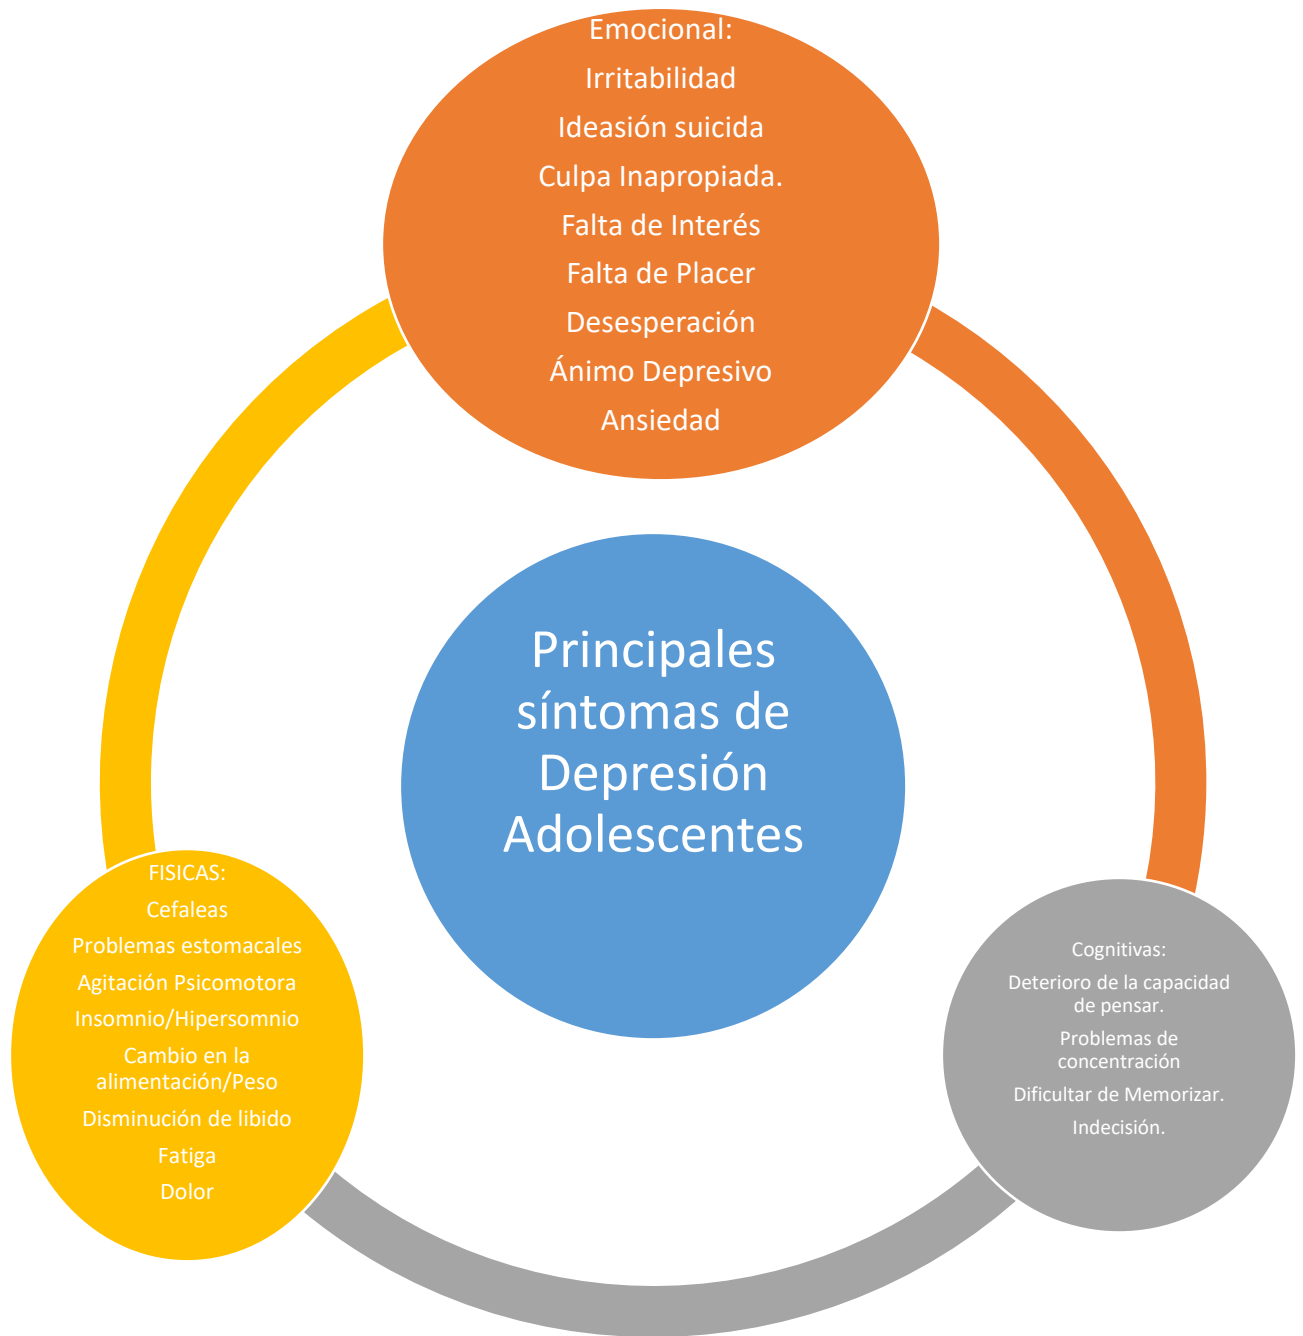 Emocional:
Irritabilidad
Ideasión suicida
Culpa Inapropiada.
Falta de Interés
Falta de Placer
Desesperación
Ánimo Depresivo
Ansiedad
Principales
síntomas de
Depresión
Adolescentes
FISICAS:
Cefaleas
Problemas estomacales
Agitación Psicomotora
Insomnio/Hipersomnio
Cambio en la
alimentación/Peso
Disminución de libido
Fatiga
Dolor
Cognitivas:
Deterioro de la capacidad
de pensar.
Problemas de
concentración
Dificultar de Memorizar.
Indecisión.